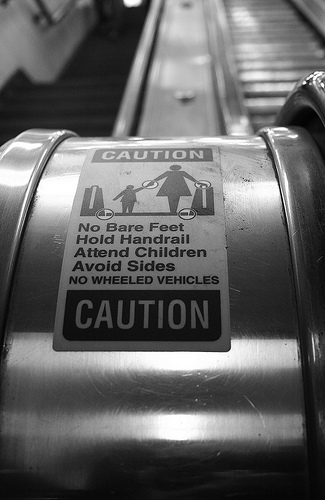 CAUTION
No Bare Feet
Hold Handrail
Attend Children
Avoid Sides
NO WHEELED VEHICLES
CAUTION